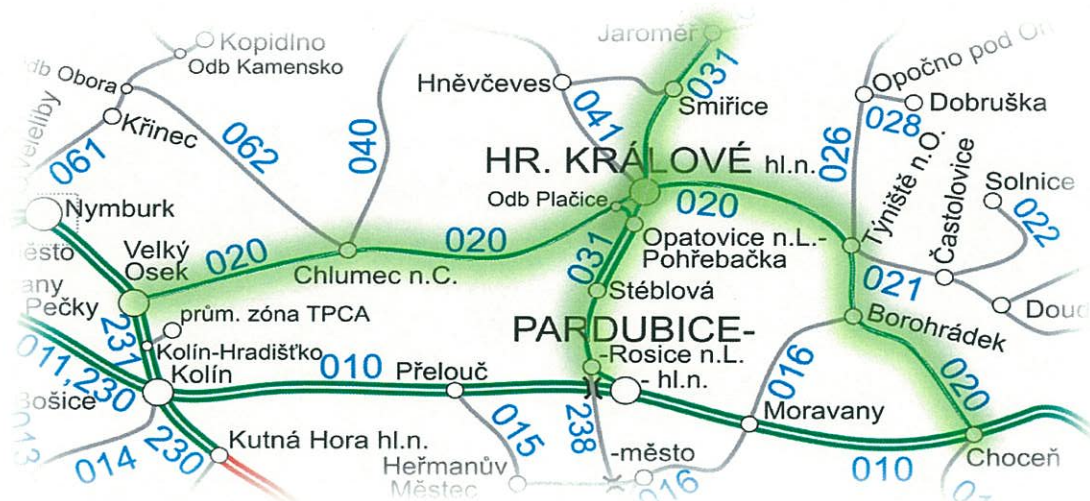 Kopidlno
Odb Kamensko
odb Obora
Křinec
Veleliby
061
062
040
Jaroměř
031
Hněvčeves
Smiřice
041
HR. KRÁLOVÉ hl.n.
Odb Plačice
020
Opočno pod
Dobruška
028
026
Týniště n.O.
Častolovice
Solnice
022
Nymburk
Velký
Osek
020
Chlumec n.C.
020
Opatovice n.L.-
Pohřebačka
031
Stéblová
021
Doud
Borohrádek
any
Pečky
231
prům. zóna TPCA
Kolín-Hradišťko
Kolín
011,230
PARDUBICE-
-Rosice n.L.
- hl.n.
010
Přelouč
016
020
Moravany
Bošice
013
014
230
Kutná Hora hl.n.
015
Heřmanův
Městec
238
-město
016
010
Choceň